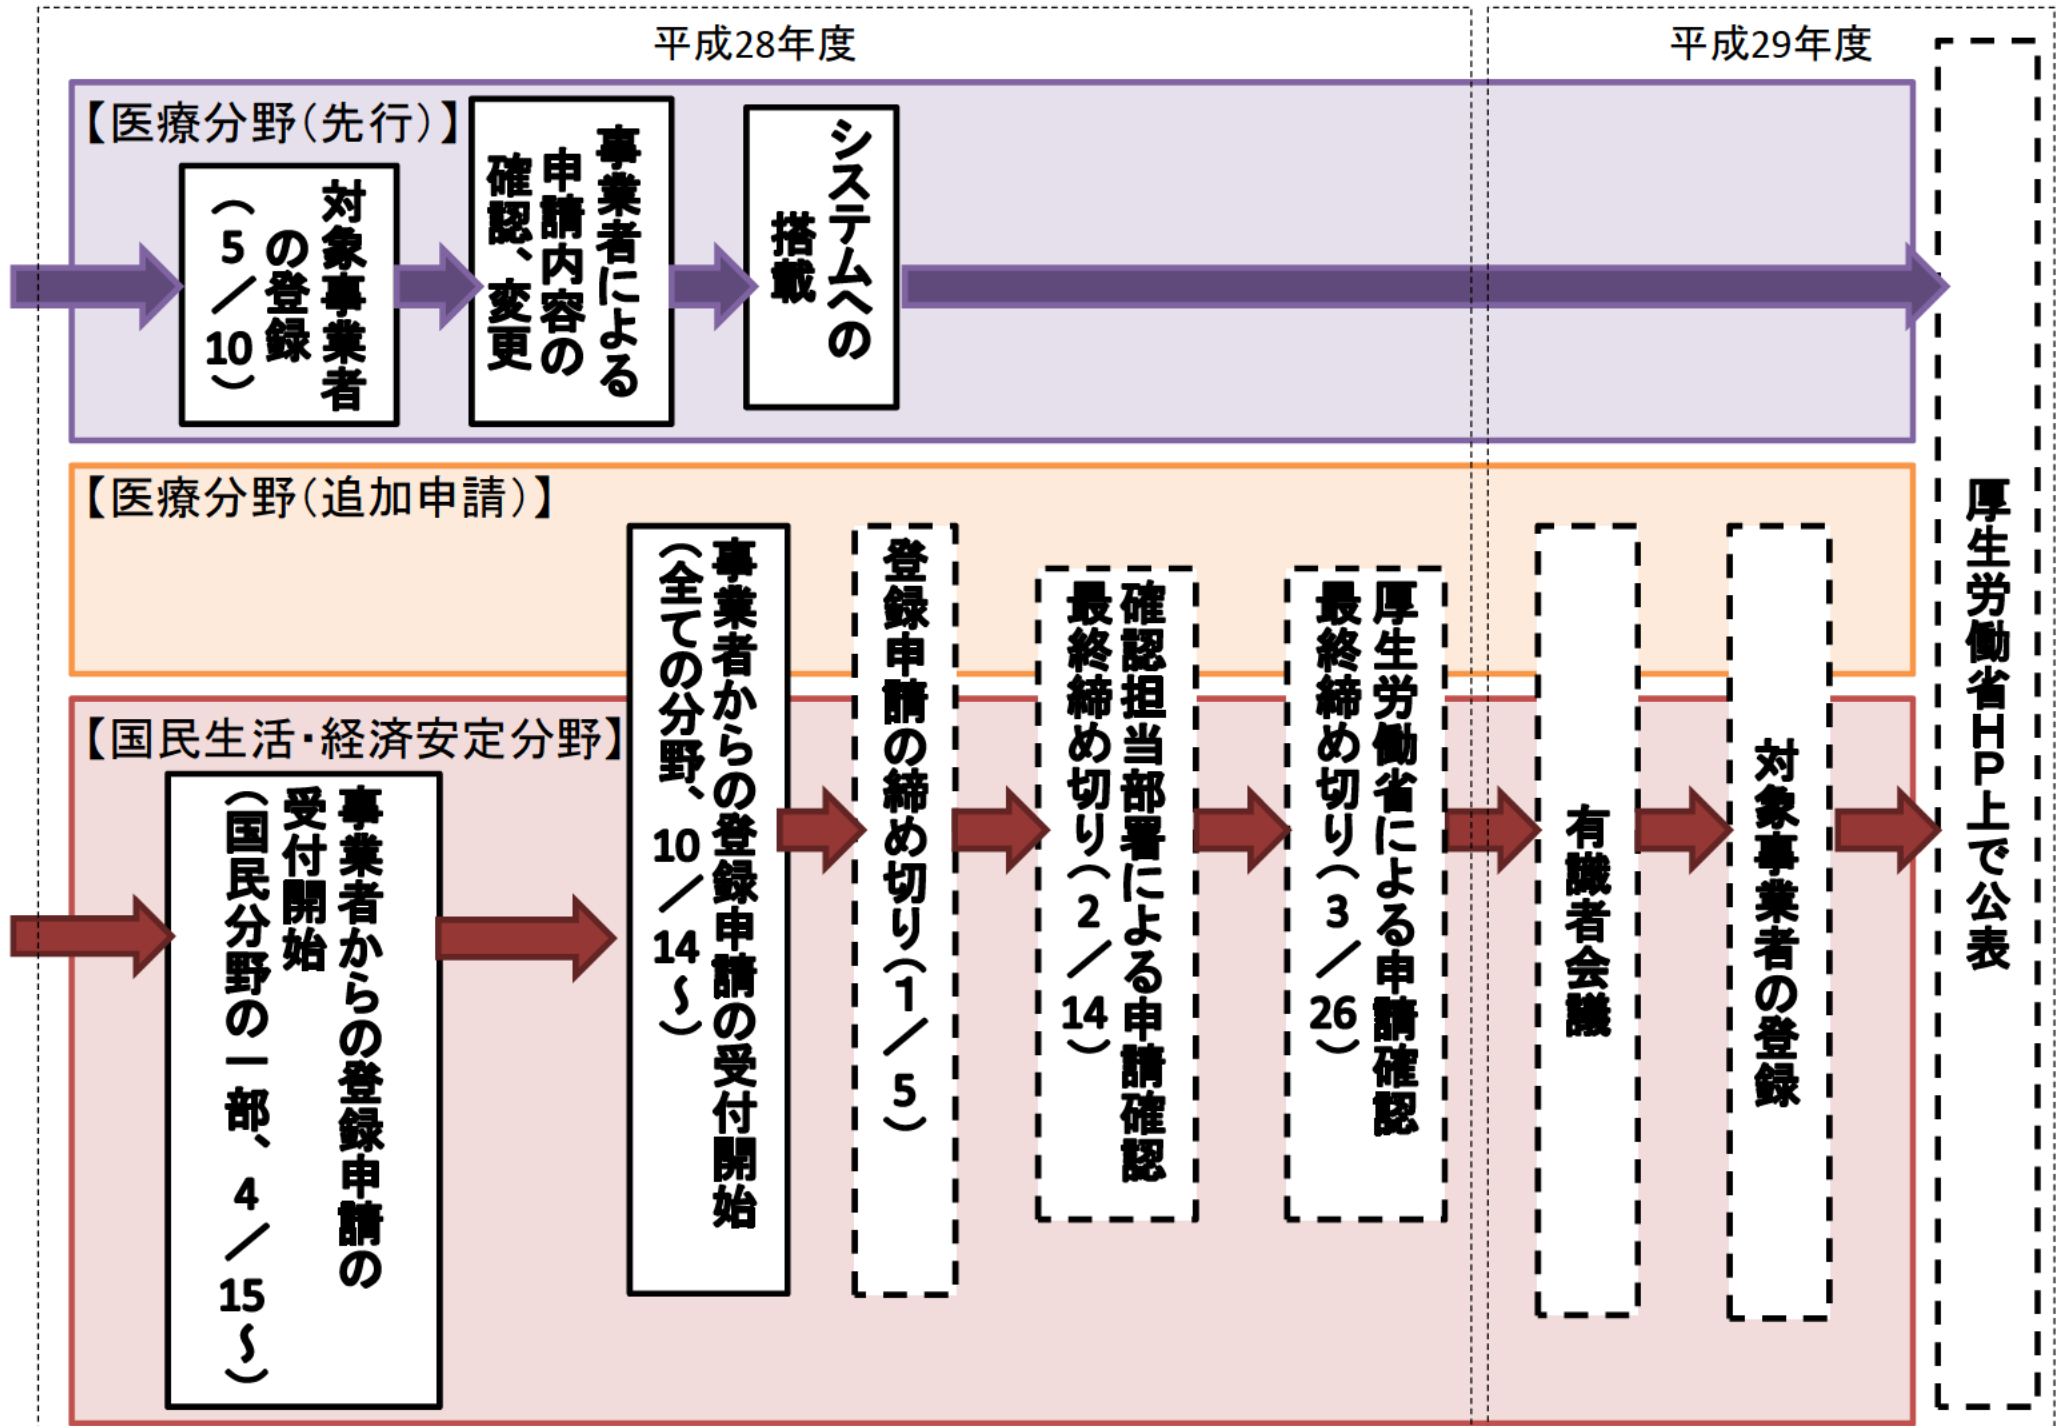 平成28年度
平成29年度
【医療分野(先行)】
対象事業者
の登録
(5/10)
事業者による
申請内容の
確認、変更
システムへの
搭載
【医療分野(追加申請)】
【国民生活・経済安定分野】
事業者からの登録申請の
受付開始
(国民分野の一部、4/15~)
事業者からの登録申請の受付開始
(全ての分野、10/14~)
登録申請の締め切り(1/5)
確認担当部署による申請確認
最終締め切り(2/14)
厚生労働省による申請確認
最終締め切り(3/26)
有識者会議
対象事業者の登録
厚生労働省HP上で公表